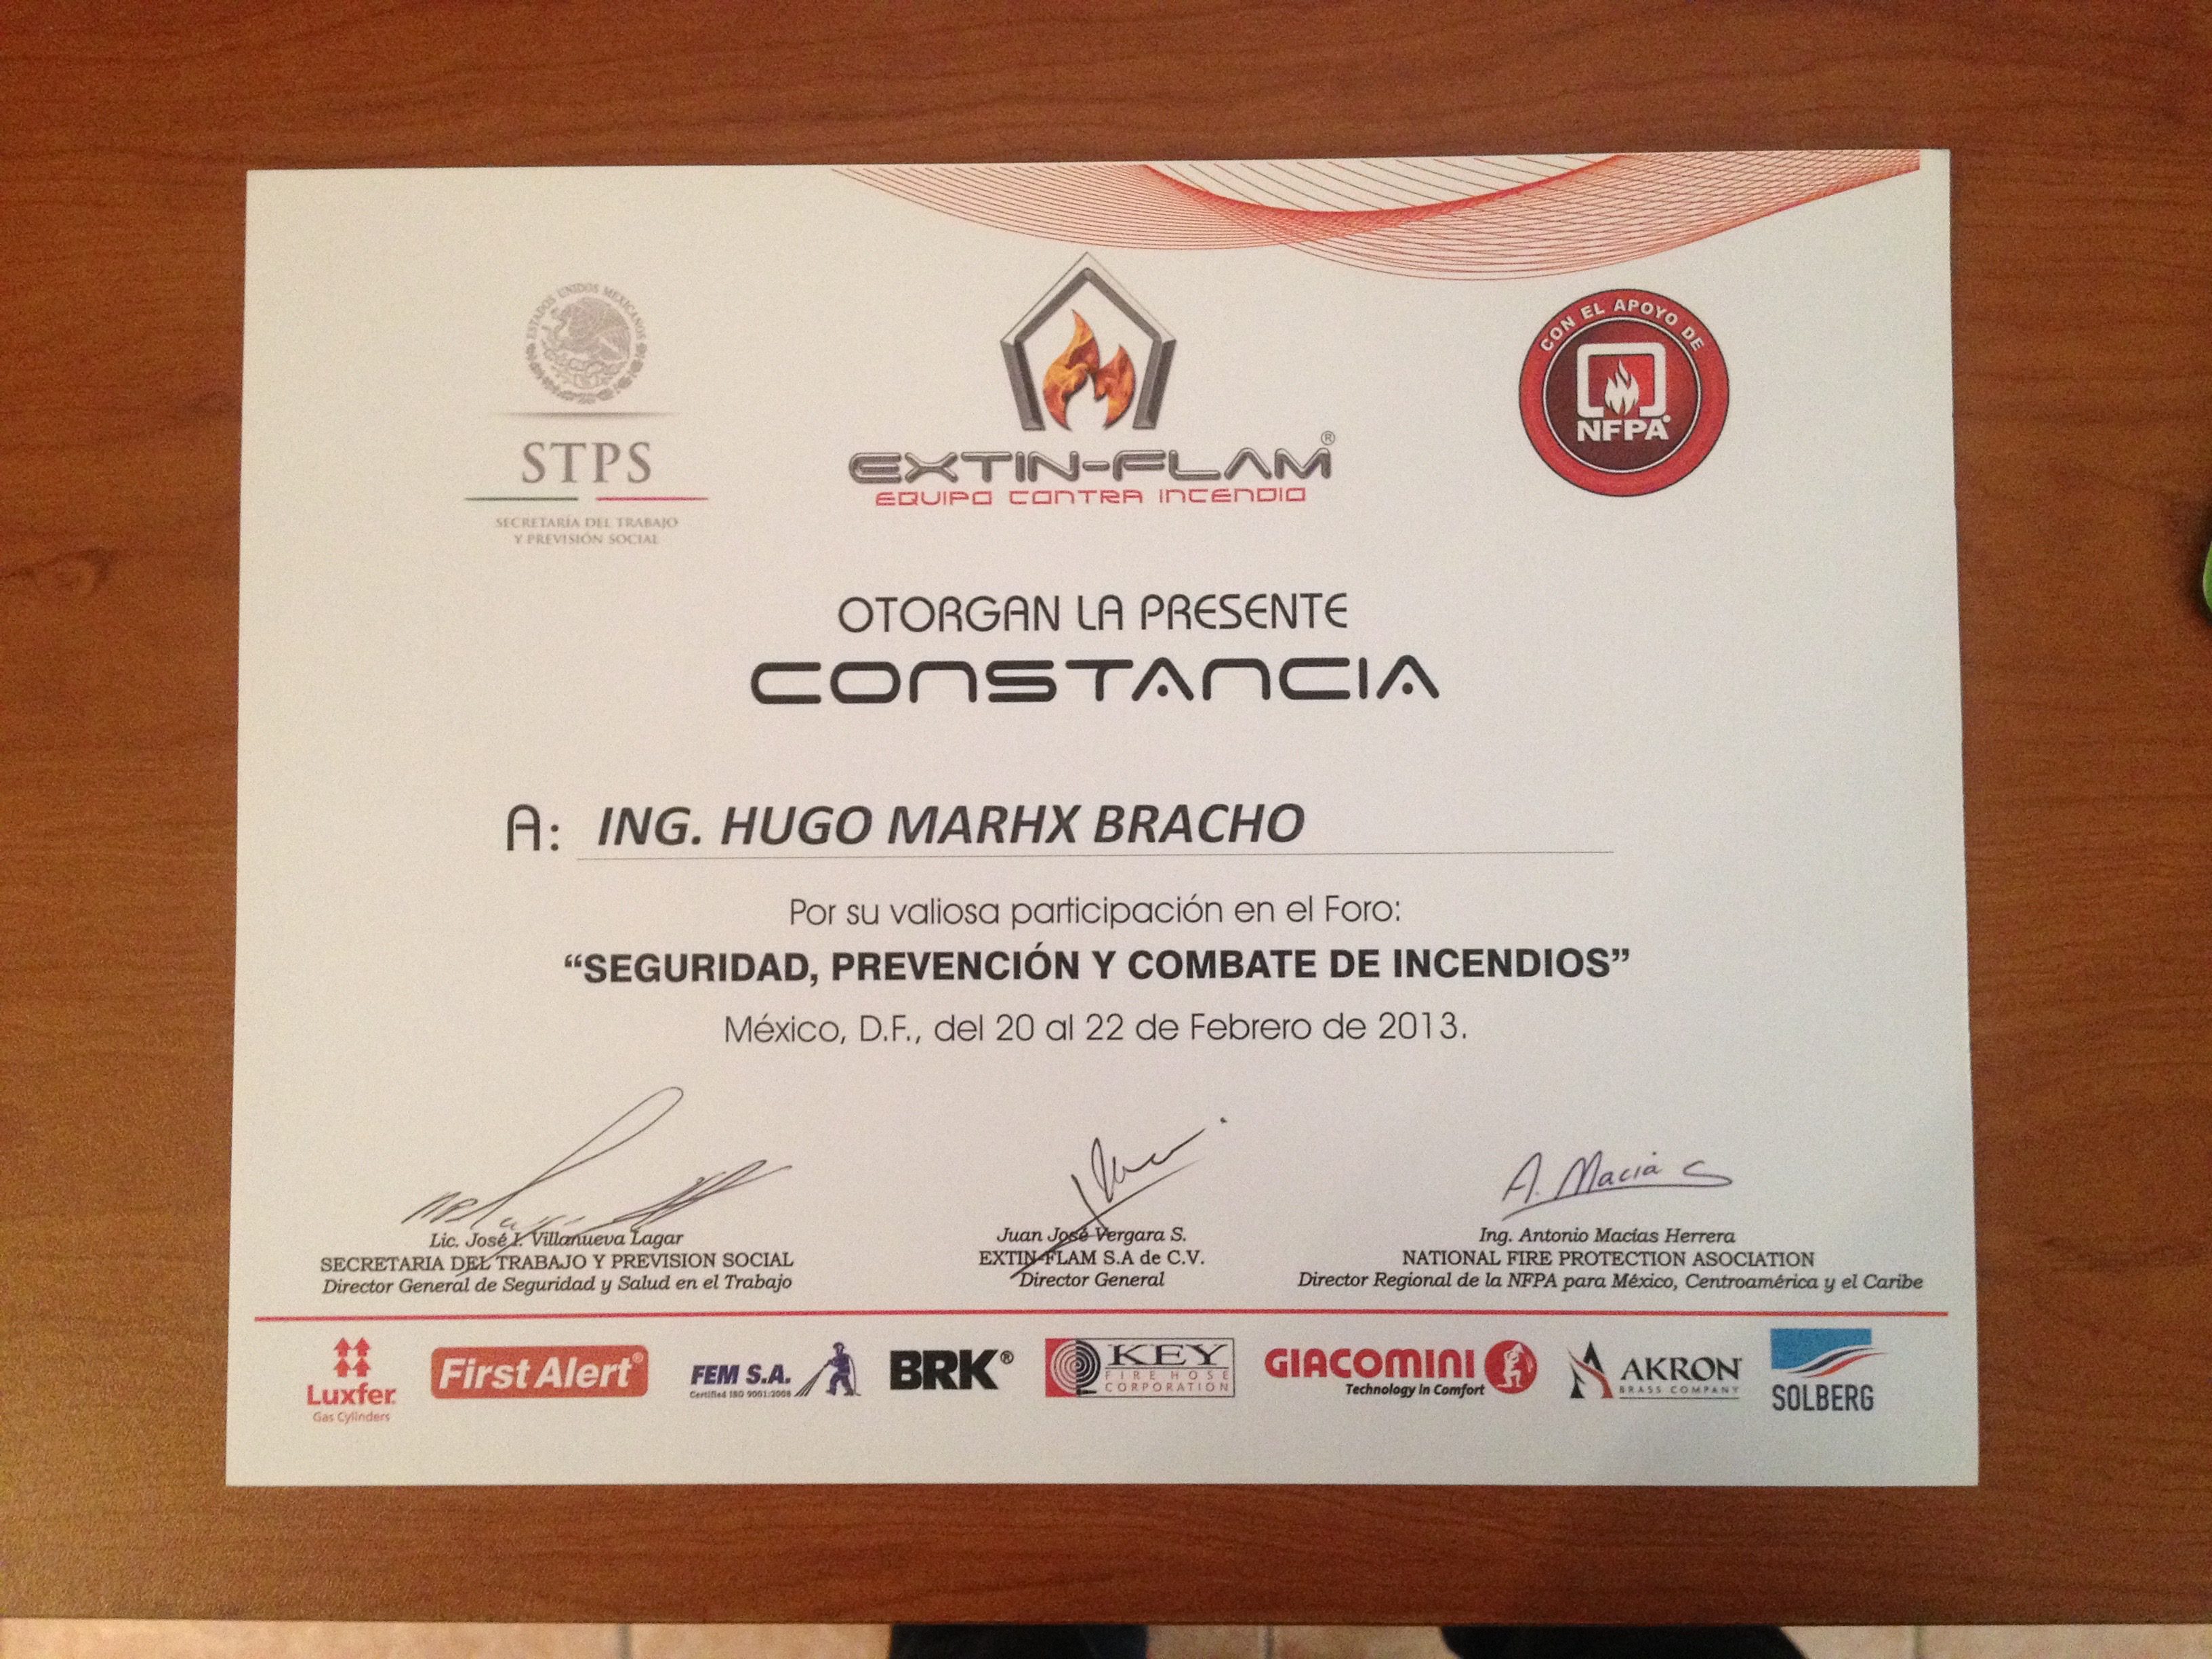 ESTADOS UNIDOS MEXICANOS
STPS
SECRETARÍA DEL TRABAJO
Y PREVISIÓN SOCIAL
EXTIN-FLAM®
EQUIPO CONTRA INCENDIO
CON EL APOYO DE
NFPA®
OTORGAN LA PRESENTE
CONSTANCIA
A: ING. HUGO MARHX BRACHO
Por su valiosa participación en el Foro:
“SEGURIDAD, PREVENCIÓN Y COMBATE DE INCENDIOS”
México, D.F., del 20 al 22 de Febrero de 2013.
A. Macía S
Lic. José I. Villanueva Lagar
SECRETARIA DEL TRABAJO Y PREVISION SOCIAL
Director General de Seguridad y Salud en el Trabajo
Juan José Vergara S.
EXTIN-FLAM S.A de C.V.
Director General
Ing. Antonio Macías Herrera
NATIONAL FIRE PROTECTION ASOCIATION
Director Regional de la NFPA para México, Centroamérica y el Caribe
Luxfer
Gas Cylinders
First Alert®
FEM S.A.
Certified ISO 9001:2008
BRK®
KEY
FIRE HOSE
CORPORATION
GIACOMINI
Technology in Comfort
AKRON
BRASS COMPANY
SOLBERG